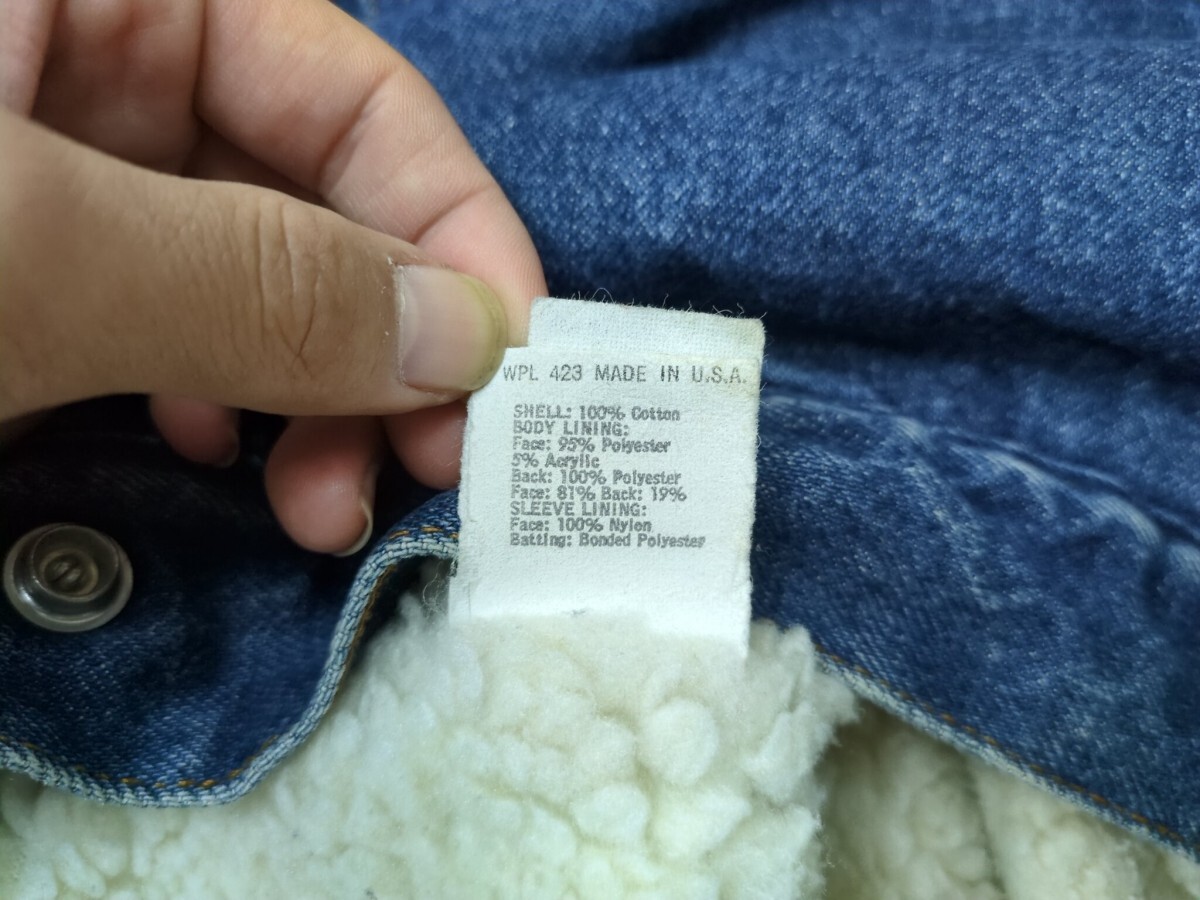 WPL 423 MADE IN U.S.A.
SHELL: 100% Cotton
BODY LINING:
Face: 95% Polyester
5% Acrylic
Back: 100% Polyester
Face: 81% Back: 19%
SLEEVE LINING:
Face: 100% Nylon
Batting: Bonded Polyester